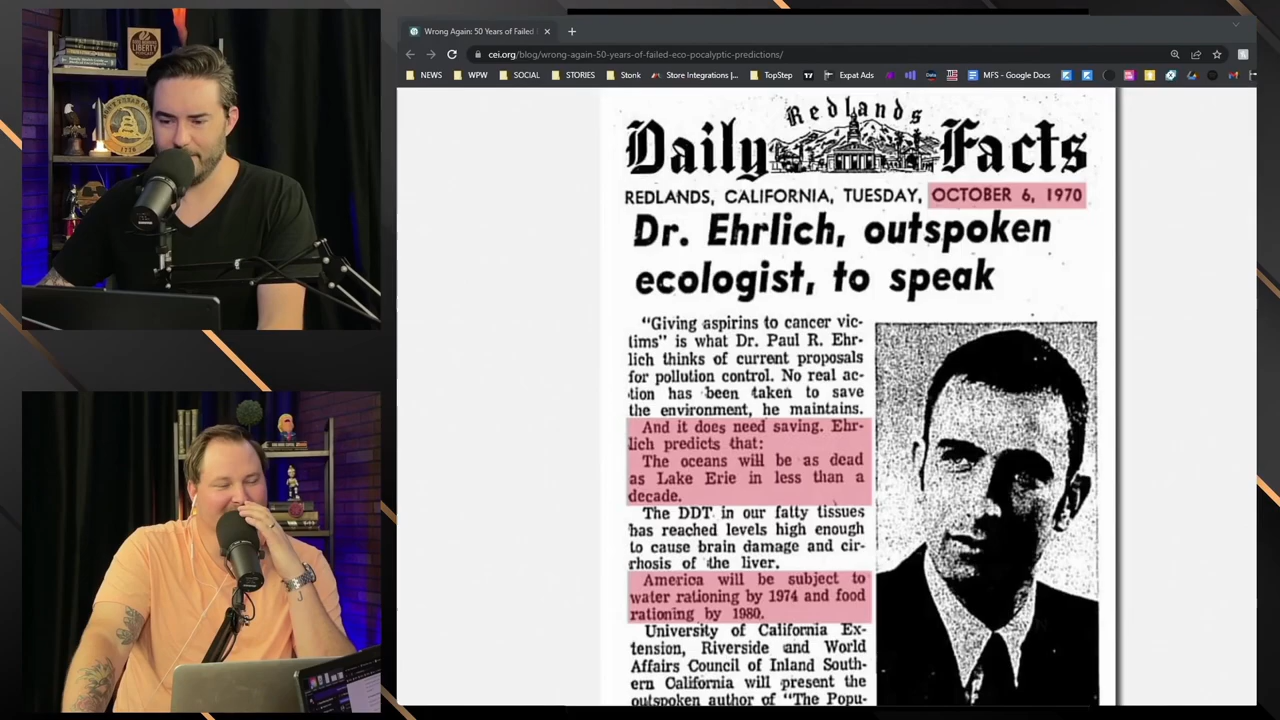 Wrong Again: 50 Years of Failed
cei.org/blog/wrong-again-50-years-of-failed-eco-pocalyptic-predictions/
NEWS WPW SOCIAL STORIES Stonk Store Integrations |... TopStep Expat Ads MFS - Google Docs
LIBERTY
1776
Redlands
Daily Facts
REDLANDS, CALIFORNIA, TUESDAY, OCTOBER 6, 1970
Dr. Ehrlich, outspoken
ecologist, to speak
"Giving aspirins to cancer vic-
tims" is what Dr. Paul R. Ehr-
lich thinks of current proposals
for pollution control. No real ac-
tion has been taken to save
the environment, he maintains.
And it does need saving. Ehr-
lich predicts that:
The oceans will be as dead
as Lake Erie in less than a
decade.
The DDT in our fatty tissues
has reached levels high enough
to cause brain damage and cir-
rhosis of the liver.
America will be subject to
water rationing by 1974 and food
rationing by 1980.
University of California Ex-
tension, Riverside and World
Affairs Council of Inland South-
ern California will present the
outspoken author of "The Popu-